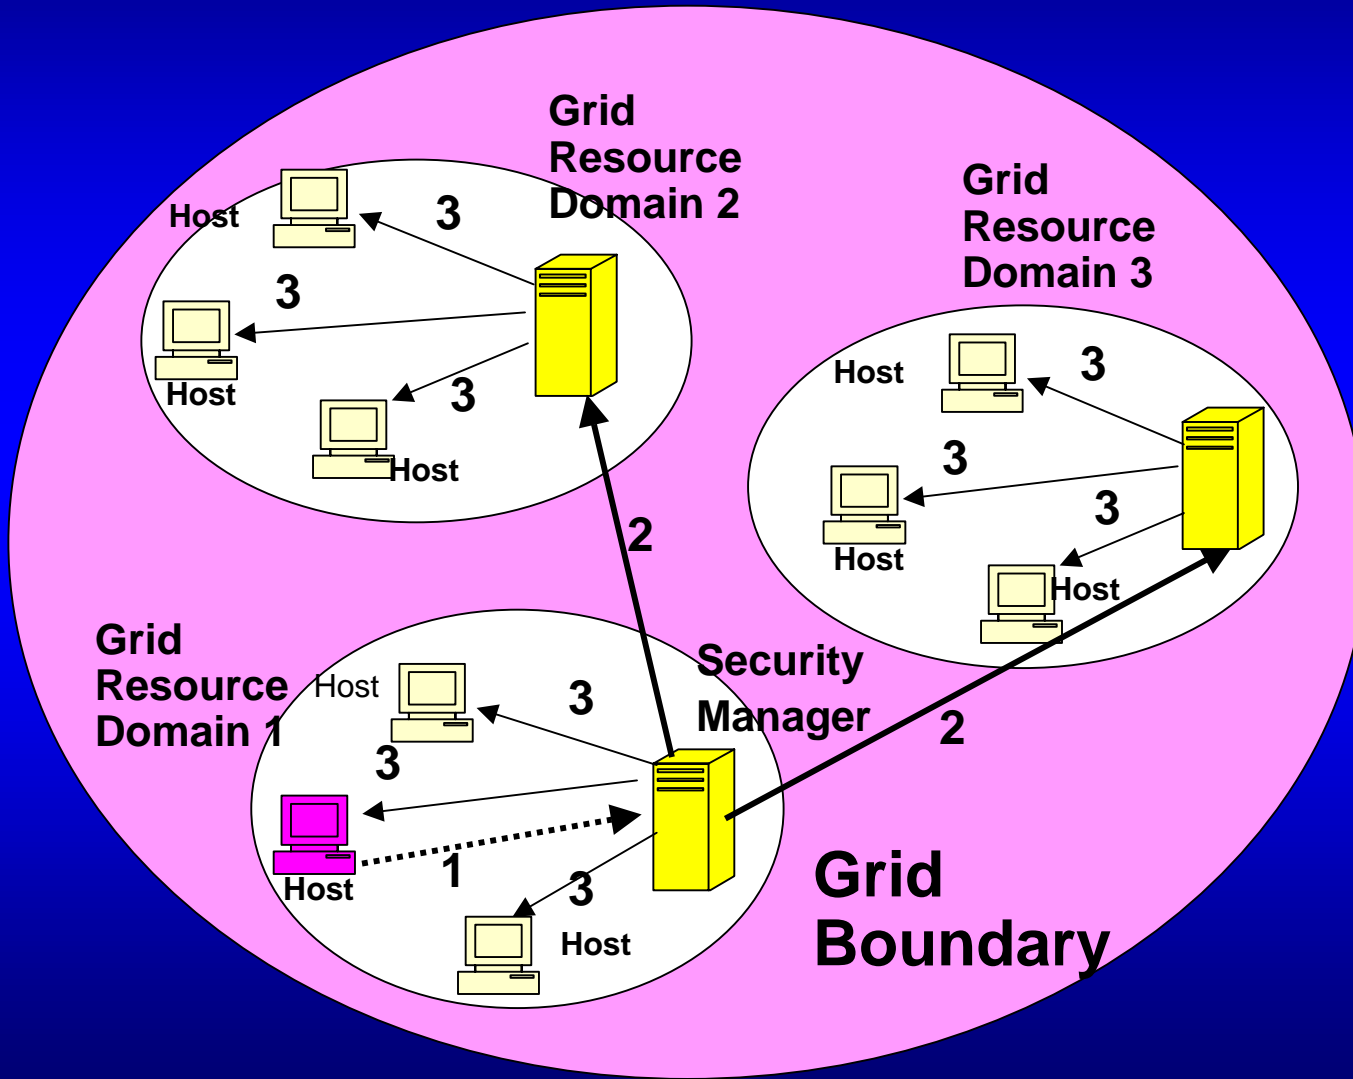 Grid
Resource
Domain 2
Host
3
3
Host
3
Host
Grid
Resource
Domain 3
Host
3
3
Host
3
Host
2
2
Grid
Resource
Domain 1
Host
3
3
Security
Manager
Host
1
3
Host
Grid
Boundary